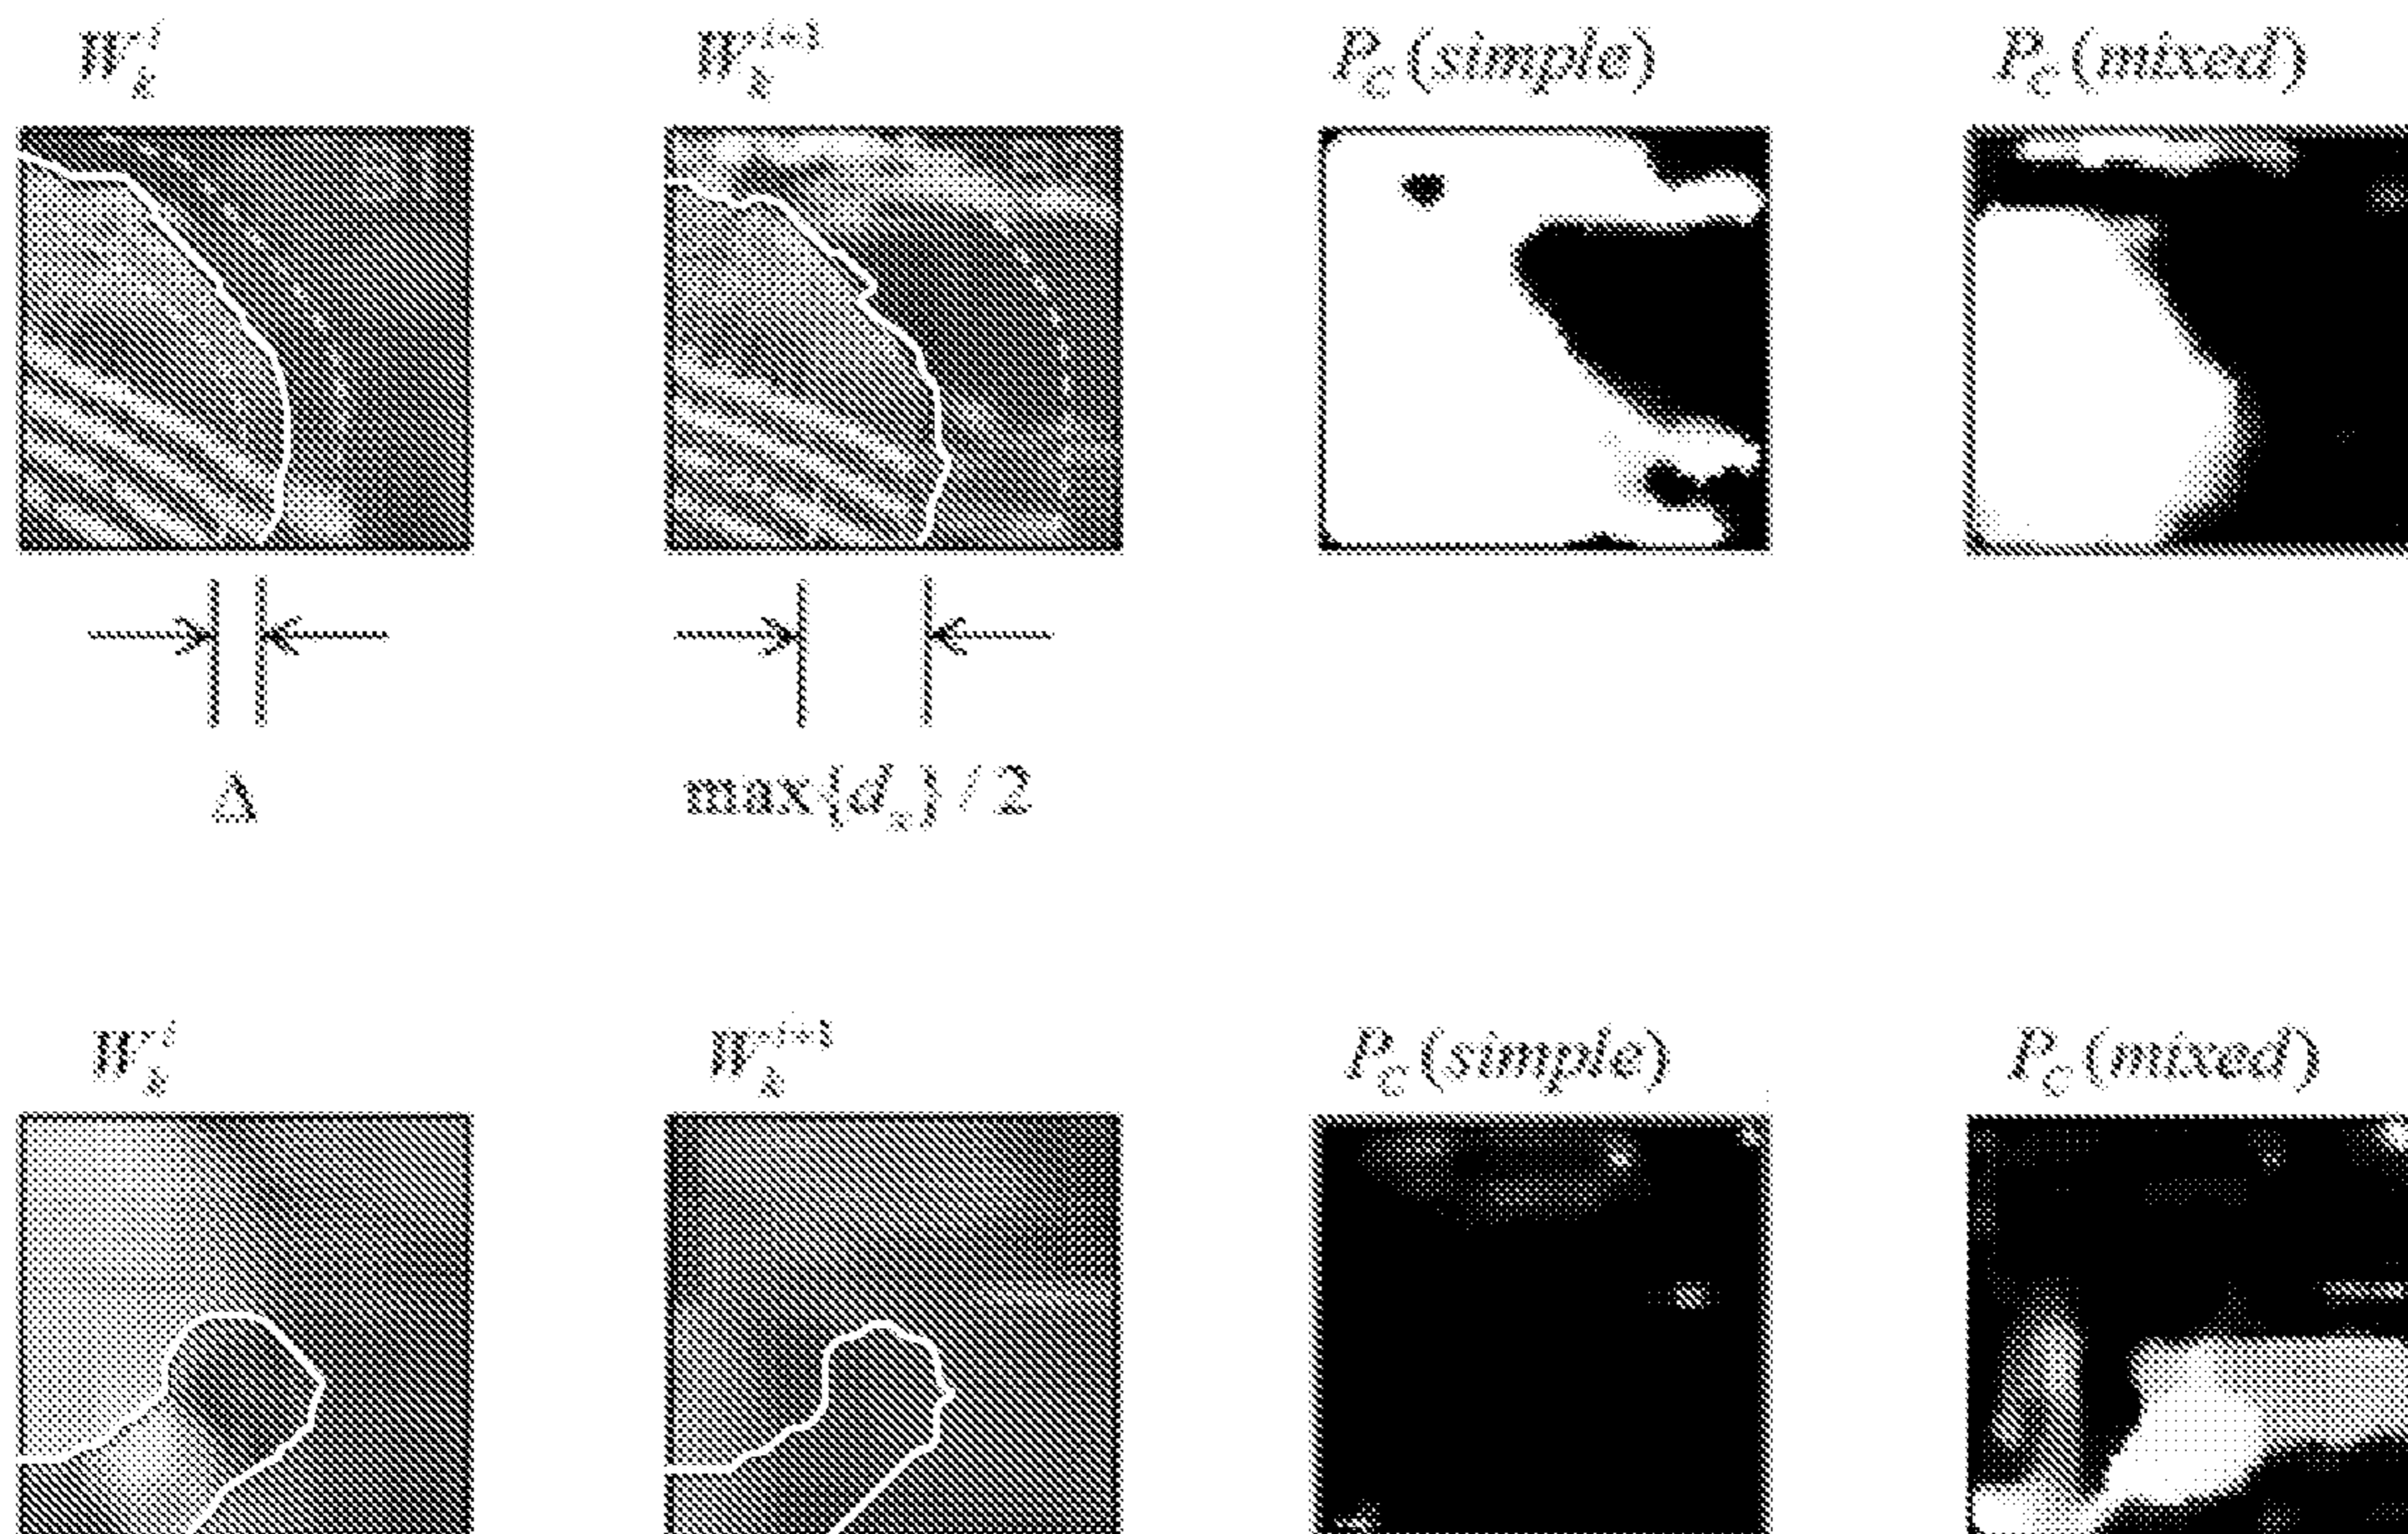 W_k^i W_k^{i+1} P_C(simple) P_C(mixed)
Δ max{d_x}/2
W_k^i W_k^{i+1} P_C(simple) P_C(mixed)